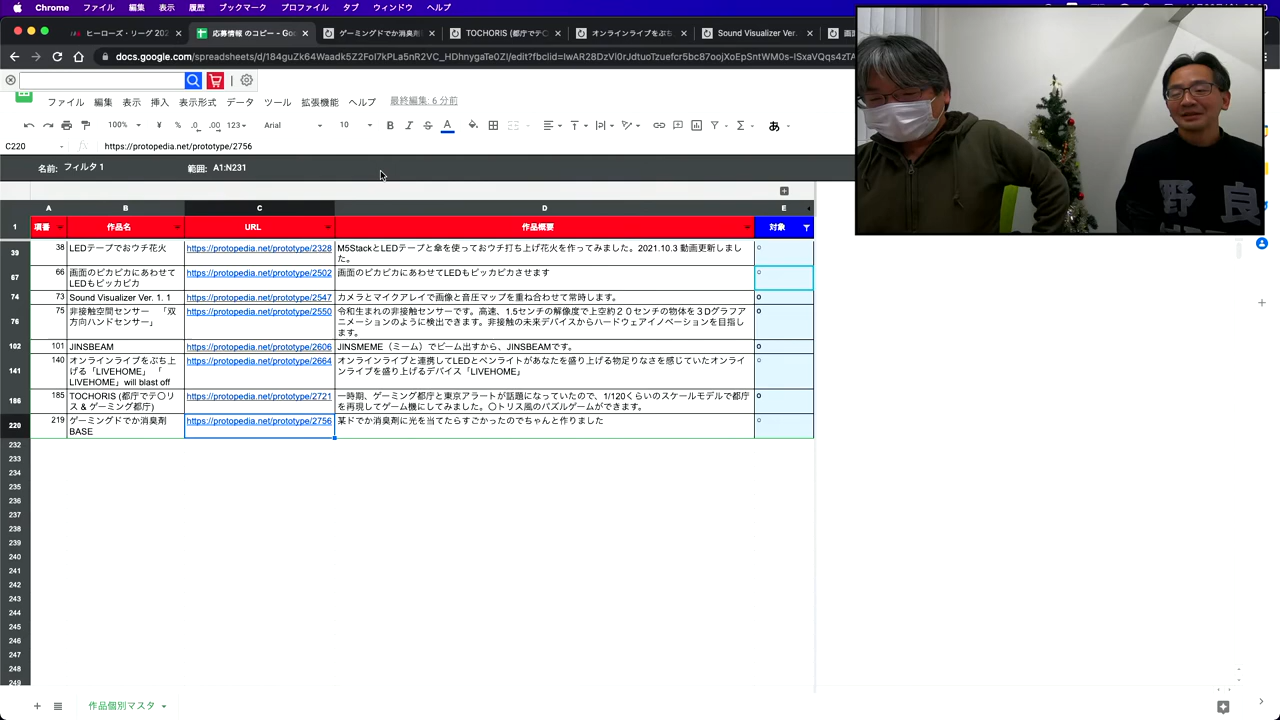 Chrome ファイル 編集 表示 履歴 ブックマーク プロファイル タブ ウィンドウ ヘルプ
ヒーローズ・リーグ 202
応募情報 のコピー - Goo
ゲーミングドでか消臭剤
TOCHORIS (都庁でテ〇
オンラインライブをぶち
Sound Visualizer Ver.
画面
docs.google.com/spreadsheets/d/184guZk64Waadk5Z2FoI7kPLa5nR2VC_HDhnygaTe0ZI/edit?fbclid=IwAR28DzVl0rJdtuoTzuefcr5bc87oojXoEpSntWM0s-ISxaVQqs4zTA
ファイル 編集 表示 挿入 表示形式 データ ツール 拡張機能 ヘルプ 最終編集: 6 分前
100% ¥ % .0 .00 123 Arial 10 B I S A あ
C220 fx https://protopedia.net/prototype/2756
名前: フィルタ 1 範囲: A1:N231
A B C D E
1 項番 作品名 URL 作品概要 対象
39 38 LEDテープでおウチ花火 https://protopedia.net/prototype/2328 M5StackとLEDテープと傘を使っておウチ打ち上げ花火を作ってみました。2021.10.3 動画更新しまし ○
た。
67 66 画面のピカピカにあわせて https://protopedia.net/prototype/2502 画面のピカピカにあわせてLEDもピッカピカさせます ○
LEDもピッカピカ
74 73 Sound Visualizer Ver. 1. 1 https://protopedia.net/prototype/2547 カメラとマイクアレイで画像と音圧マップを重ね合わせて常時します。 o
76 75 非接触空間センサー 「双 https://protopedia.net/prototype/2550 令和生まれの非接触センサーです。高速、1.5センチの解像度で上空約２０センチの物体を３Dグラフア o
方向ハンドセンサー」 ニメーションのように検出できます。非接触の未来デバイスからハードウェアイノベーションを目指し
ます。
102 101 JINSBEAM https://protopedia.net/prototype/2606 JINSMEME（ミーム）でビーム出すから、JINSBEAMです。 o
141 140 オンラインライブをぶち上 https://protopedia.net/prototype/2664 オンラインライブと連携してLEDとペンライトがあなたを盛り上げる物足りなさを感じていたオンライ ○
げる「LIVEHOME」 「 ンライブを盛り上げるデバイス「LIVEHOME」
LIVEHOME」will blast off
186 185 TOCHORIS (都庁でテ〇リ https://protopedia.net/prototype/2721 一時期、ゲーミング都庁と東京アラートが話題になっていたので、1/120くらいのスケールモデルで都庁 o
ス & ゲーミング都庁) を再現してゲーム機にしてみました。〇トリス風のパズルゲームができます。
220 219 ゲーミングドでか消臭剤 https://protopedia.net/prototype/2756 某ドでか消臭剤に光を当てたらすごかったのでちゃんと作りました ○
BASE
232
233
234
235
236
237
238
239
240
241
242
243
244
245
246
247
248
249
作品個別マスタ
野良